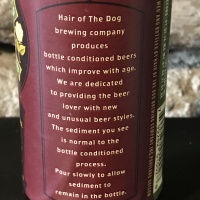 Hair of The Dog
brewing company
produces
bottle conditioned beers
which improve with age.
We are dedicated
to providing the beer
lover with new
and unusual beer styles.
The sediment you see
is normal to the
bottle conditioned
process.
Pour slowly to allow
sediment to
remain in the bottle.